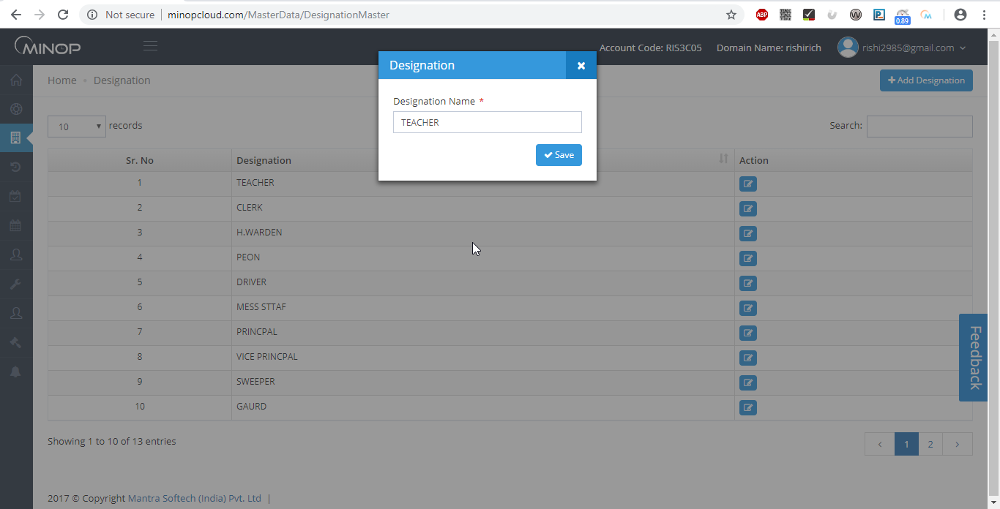 Not secure | minopcloud.com/MasterData/DesignationMaster
ABP
0.89
MINOP
Account Code: RIS3C05 Domain Name: rishirich rishi2985@gmail.com
Home Designation
Add Designation
Designation
Designation Name *
TEACHER
Save
10 records
Search:
Sr. No Designation Action
1 TEACHER
2 CLERK
3 H.WARDEN
4 PEON
5 DRIVER
6 MESS STTAF
7 PRINCPAL
8 VICE PRINCPAL
9 SWEEPER
10 GAURD
Feedback
Showing 1 to 10 of 13 entries
1 2
2017 © Copyright Mantra Softech (India) Pvt. Ltd |